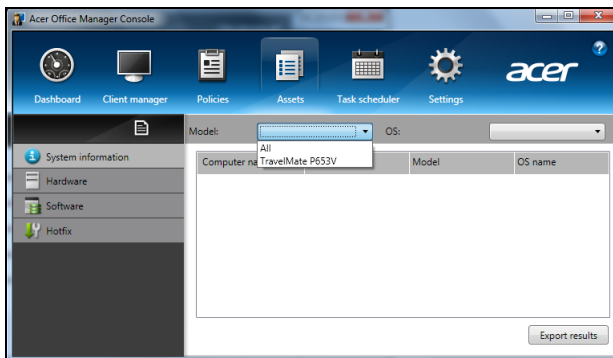 Acer Office Manager Console
Dashboard Client manager Policies Assets Task scheduler Settings acer ?
Model: OS:
All
TravelMate P653V
System information
Hardware
Software
Hotfix
Computer na Model OS name
Export results